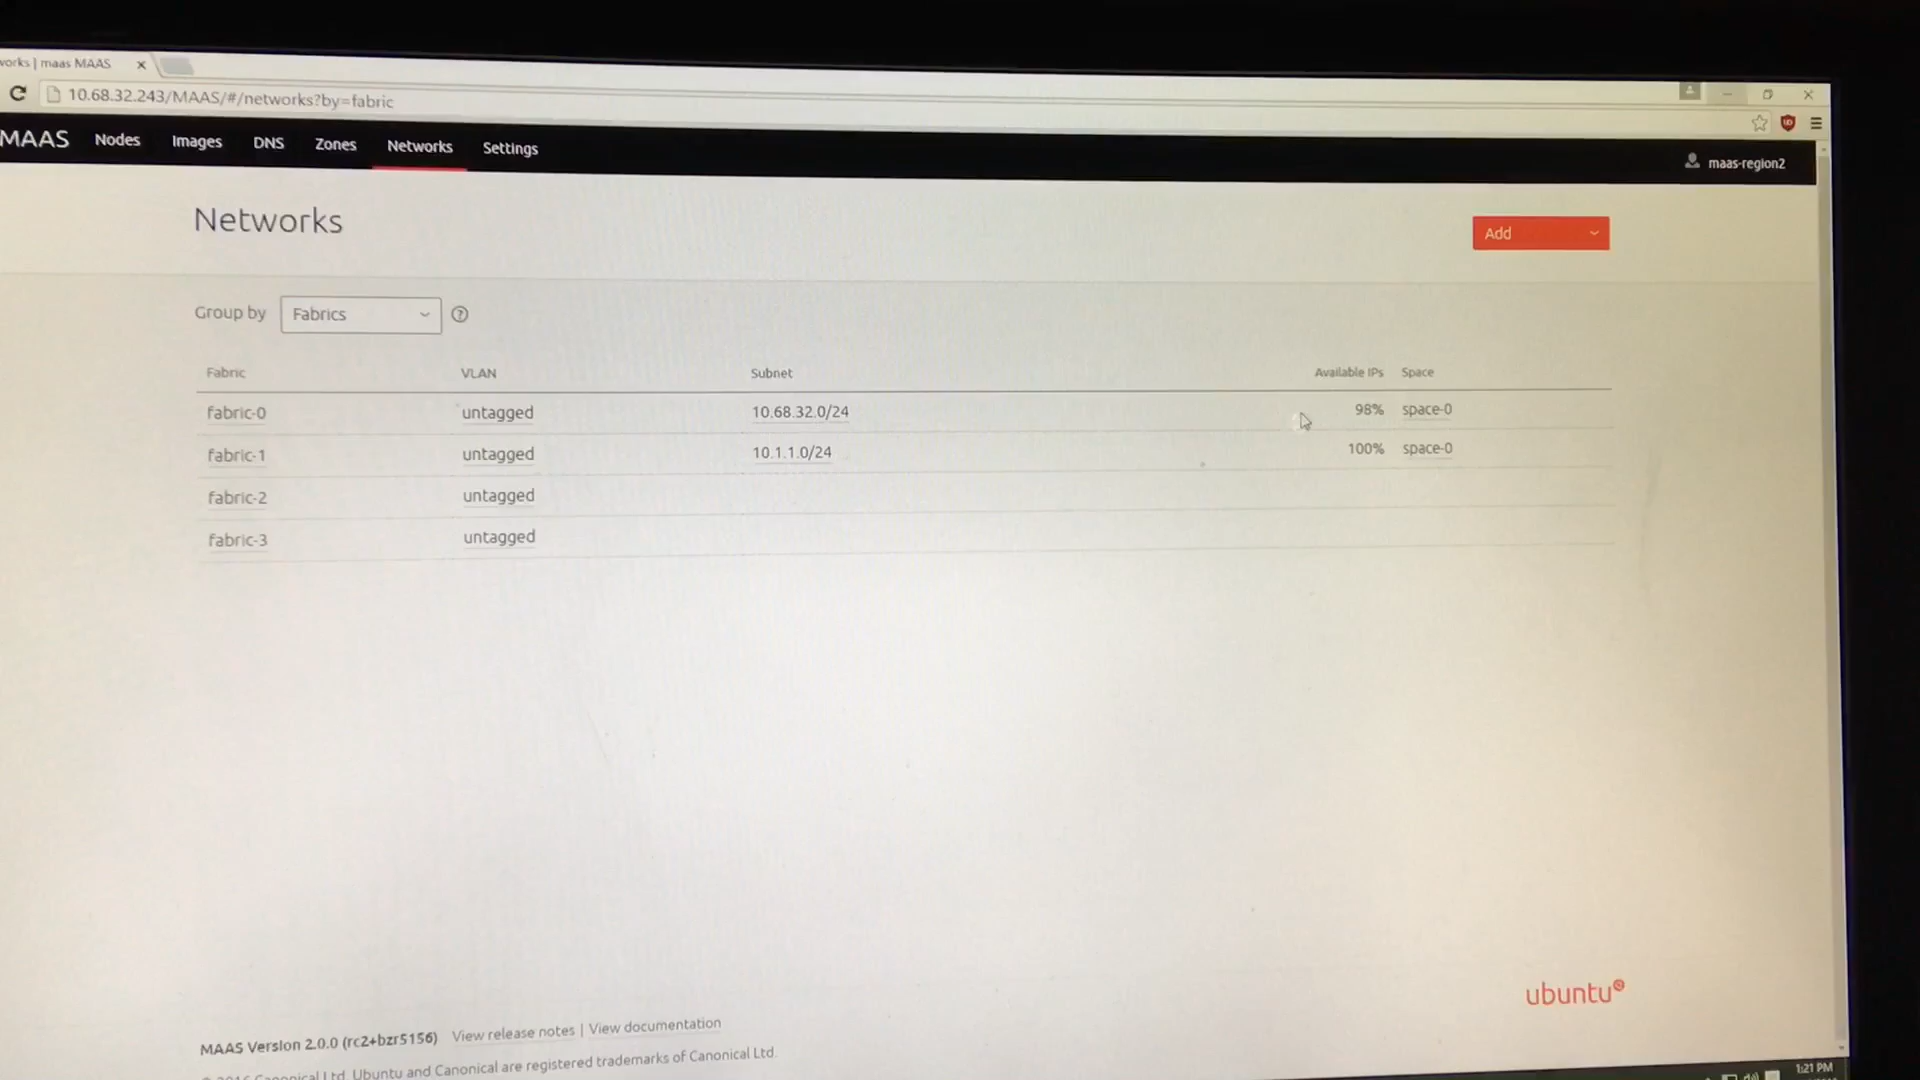 works | maas MAAS
10.68.32.243/MAAS/#/networks?by=fabric
MAAS Nodes Images DNS Zones Networks Settings maas-region2
Networks
Add
Group by Fabrics ?
Fabric VLAN Subnet Available IPs Space
fabric-0 untagged 10.68.32.0/24 98% space-0
fabric-1 untagged 10.1.1.0/24 100% space-0
fabric-2 untagged
fabric-3 untagged
ubuntu
MAAS Version 2.0.0 (rc2+bzr5156) View release notes | View documentation
Ltd. Ubuntu and Canonical are registered trademarks of Canonical Ltd.
1:21 PM